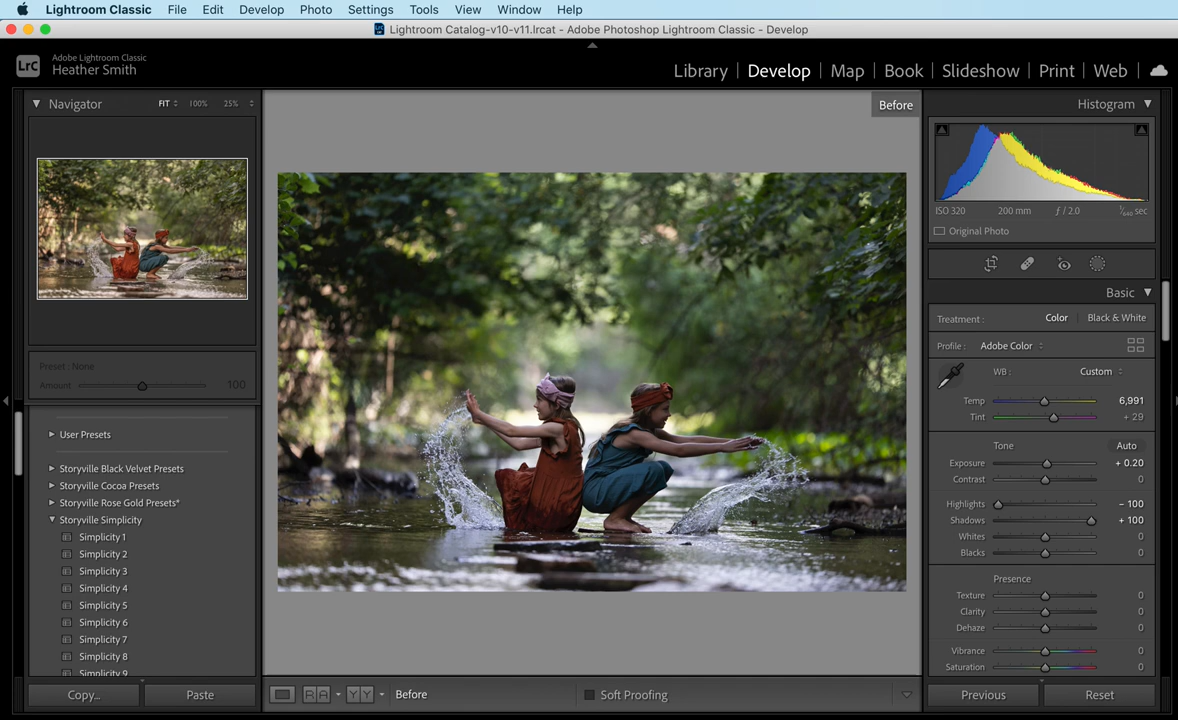 Lightroom Classic File Edit Develop Photo Settings Tools View Window Help
Lightroom Catalog-v10-v11.lrcat - Adobe Photoshop Lightroom Classic - Develop
LrC
Adobe Lightroom Classic
Heather Smith
Library | Develop | Map | Book | Slideshow | Print | Web |
Navigator FIT 100% 25%
Preset : None
Amount 100
User Presets
Storyville Black Velvet Presets
Storyville Cocoa Presets
Storyville Rose Gold Presets*
Storyville Simplicity
Simplicity 1
Simplicity 2
Simplicity 3
Simplicity 4
Simplicity 5
Simplicity 6
Simplicity 7
Simplicity 8
Simplicity 9
Copy... Paste
Before
R A Y Y Before Soft Proofing
Histogram
ISO 320 200 mm ƒ / 2.0 1/640 sec
Original Photo
Basic
Treatment : Color Black & White
Profile : Adobe Color
WB : Custom
Temp 6,991
Tint + 29
Tone Auto
Exposure + 0.20
Contrast 0
Highlights − 100
Shadows + 100
Whites 0
Blacks 0
Presence
Texture 0
Clarity 0
Dehaze 0
Vibrance 0
Saturation 0
Previous Reset